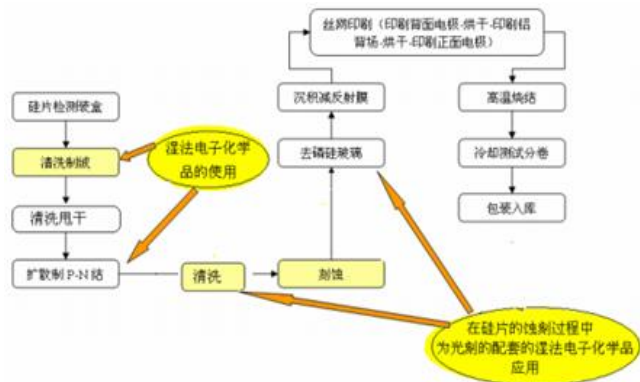 丝网印刷（印刷背面电极-烘干-印刷铝
背场-烘干-印刷正面电极）
硅片检测装盒
沉积减反射膜
高温烧结
清洗制绒
湿法电子化学
品的使用
去磷硅玻璃
冷却测试分卷
清洗甩干
包装入库
扩散制 P-N 结
清洗
刻蚀
在硅片的蚀刻过程中
为光刻的配套的湿法电子化学品
应用